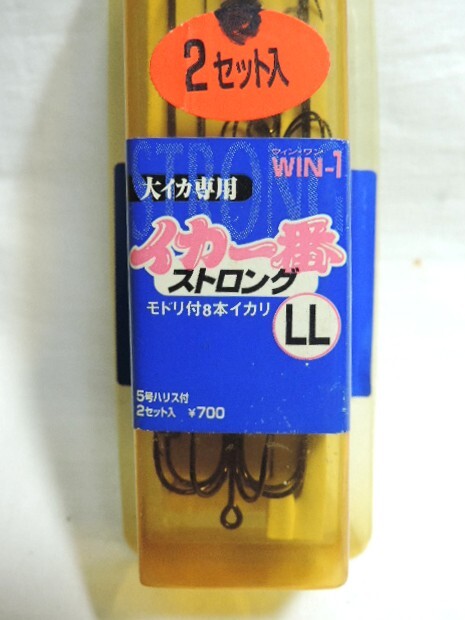 2セット入
STRONG
ウィン・ワン
WIN-1
大イカ専用
イカ一番
ストロング
モドリ付8本イカリ
LL
5号ハリス付
2セット入 ¥700